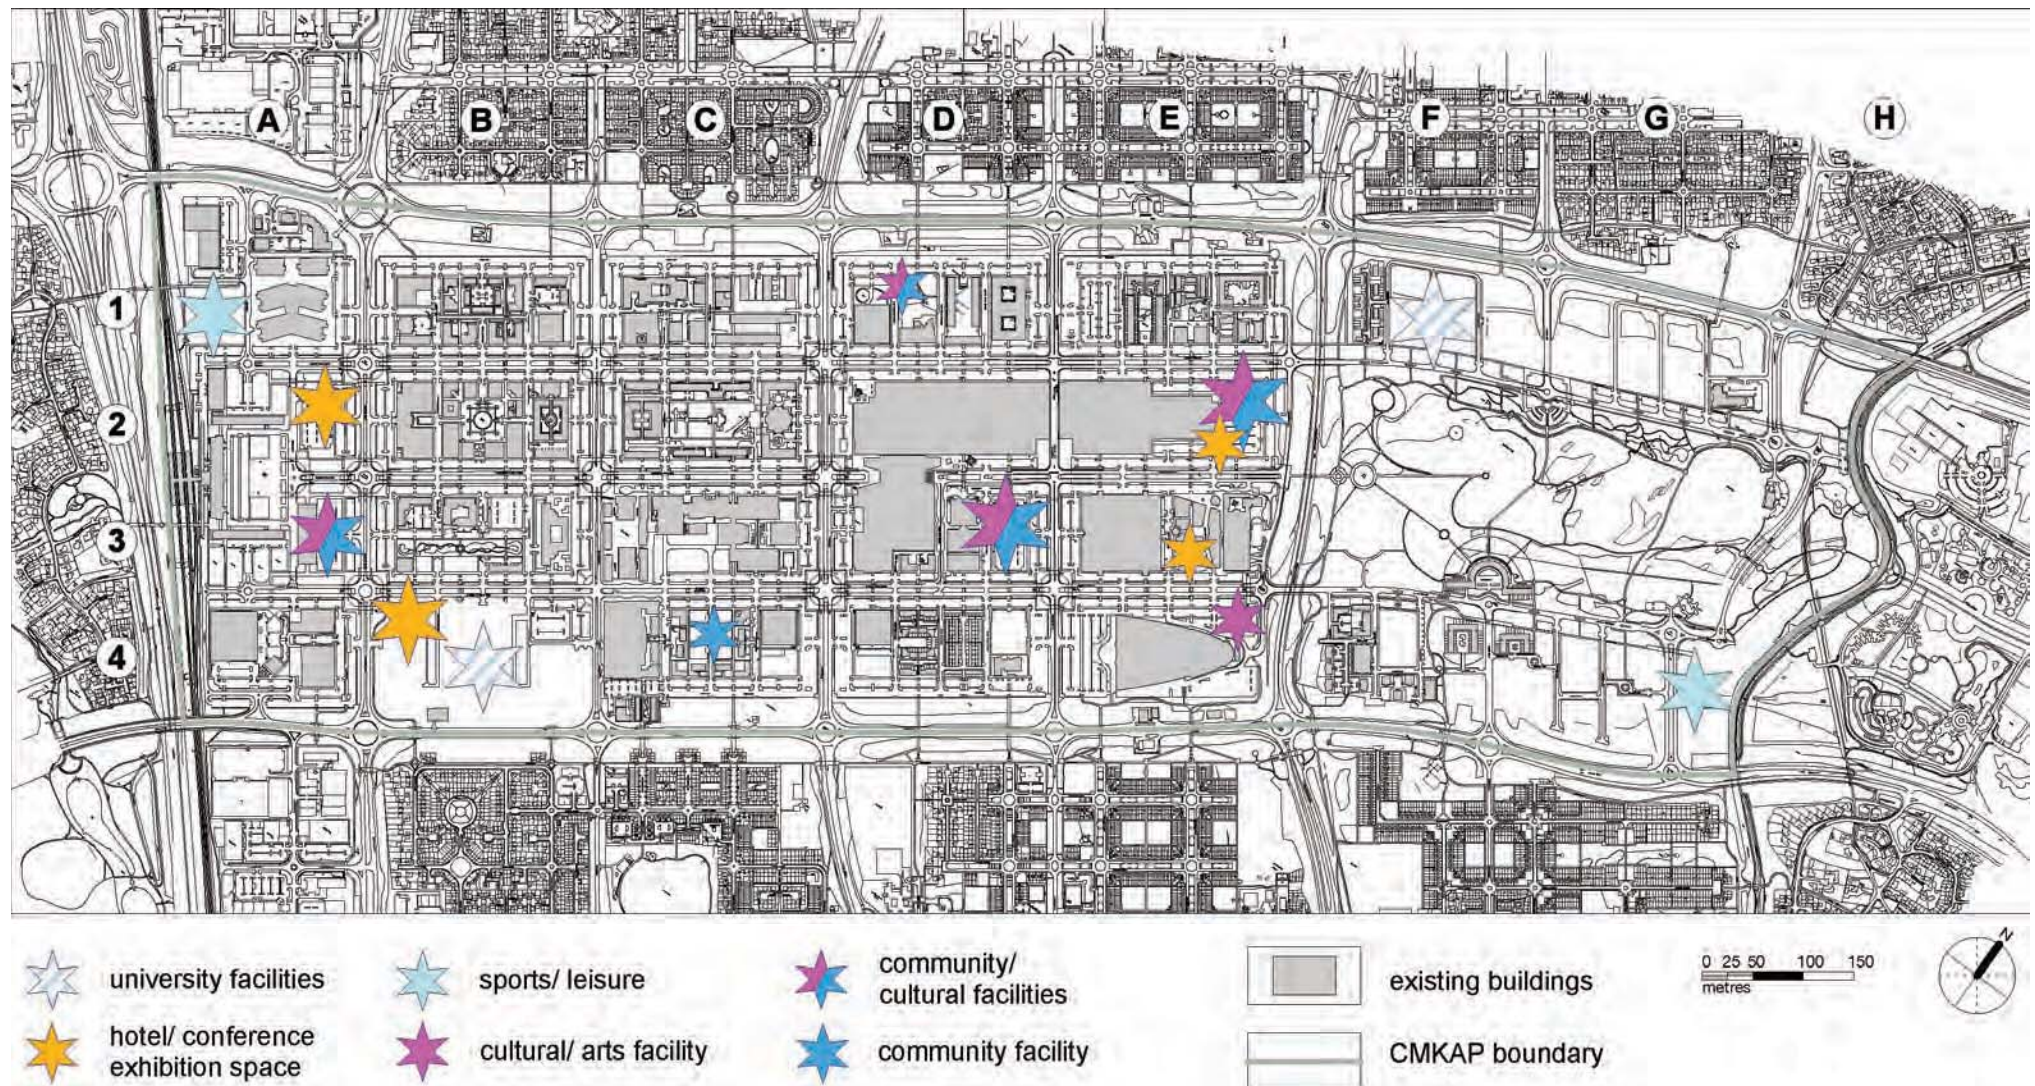 A
B
C
D
E
F
G
H
1
2
3
4
university facilities
sports/ leisure
community/
cultural facilities
existing buildings
0 25 50 100 150
metres
N
hotel/ conference
exhibition space
cultural/ arts facility
community facility
CMKAP boundary